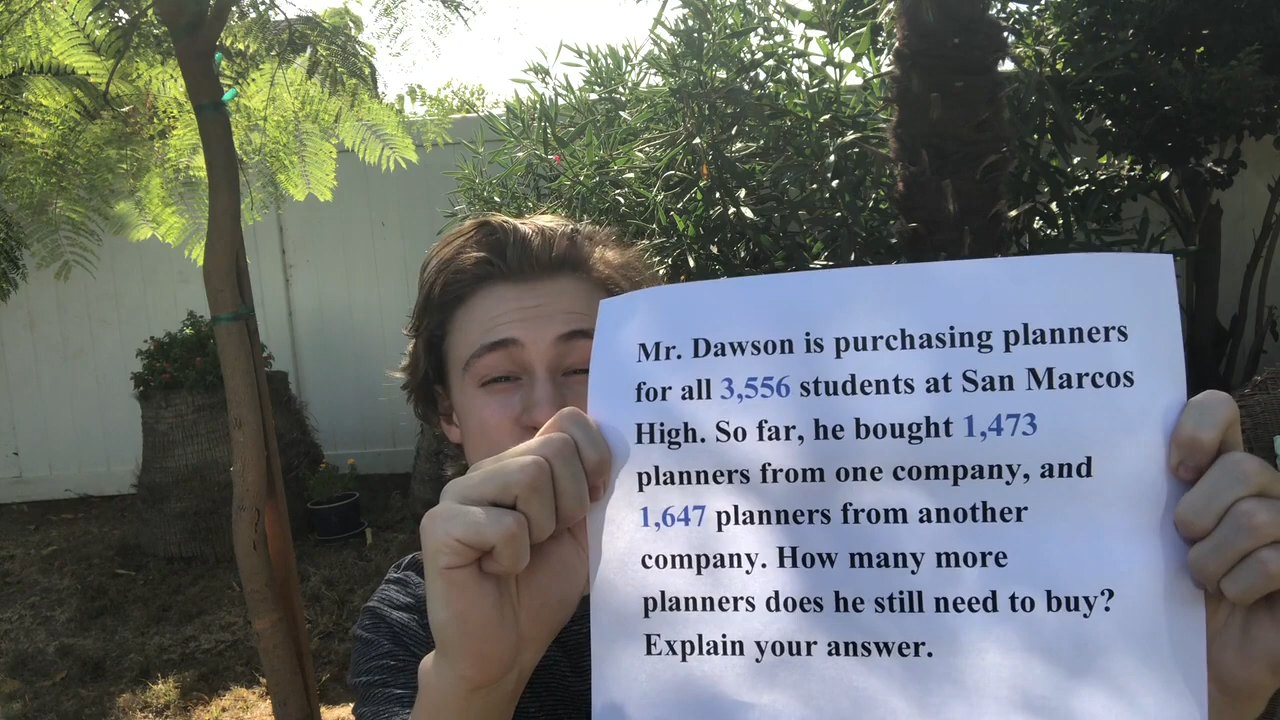 Mr. Dawson is purchasing planners
for all 3,556 students at San Marcos
High. So far, he bought 1,473
planners from one company, and
1,647 planners from another
company. How many more
planners does he still need to buy?
Explain your answer.